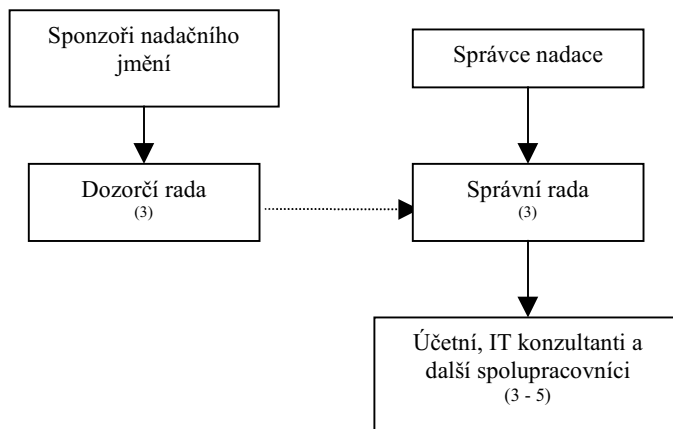 Sponzoři nadačního
jmění
Správce nadace
Dozorčí rada
(3)
Správní rada
(3)
Účetní, IT konzultanti a
další spolupracovníci
(3 - 5)